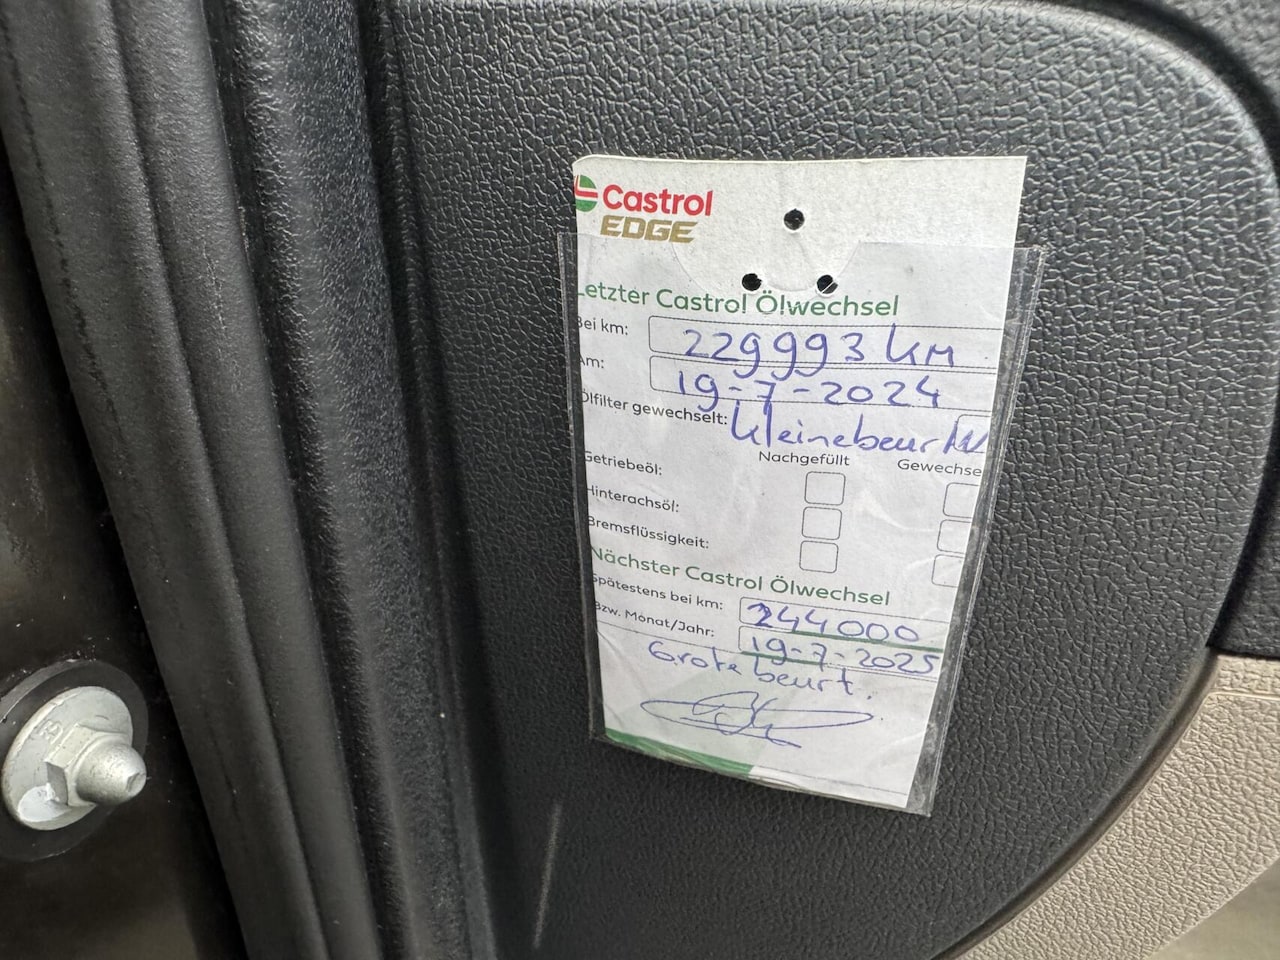 Castrol
EDGE
Letzter Castrol Ölwechsel
Bei km: 229993 km
Am: 19-7-2024
Ölfilter gewechselt: kleinebeurt
Nachgefüllt Gewechse
Getriebeöl:
Hinterachsöl:
Bremsflüssigkeit:
Nächster Castrol Ölwechsel
Spätestens bei km: 244000
Bzw. Monat/Jahr: 19-7-2025
Grote beurt.